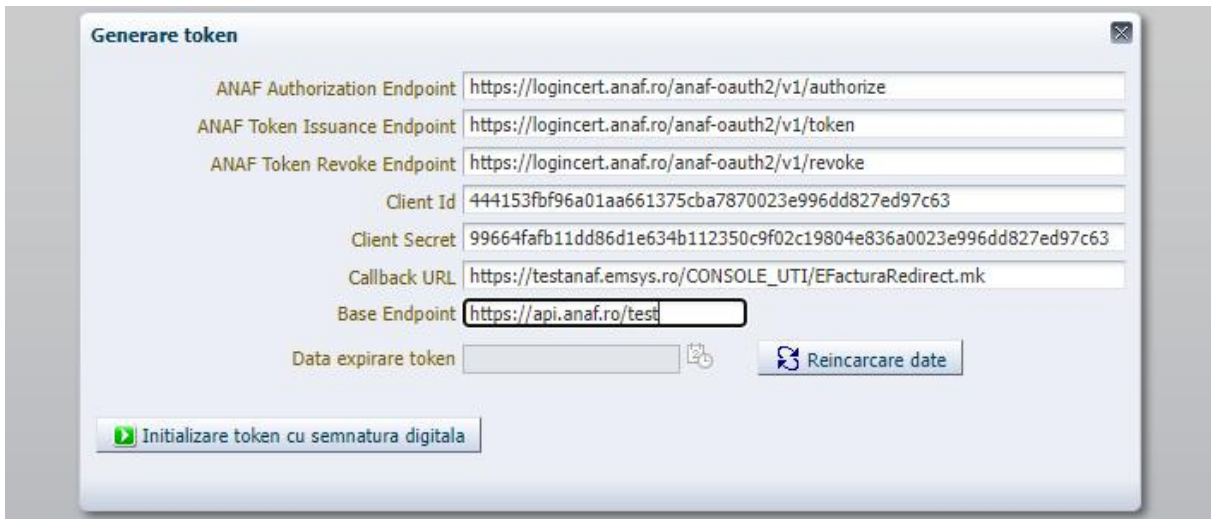 Generare token
ANAF Authorization Endpoint https://logincert.anaf.ro/anaf-oauth2/v1/authorize
ANAF Token Issuance Endpoint https://logincert.anaf.ro/anaf-oauth2/v1/token
ANAF Token Revoke Endpoint https://logincert.anaf.ro/anaf-oauth2/v1/revoke
Client Id 444153fbf96a01aa661375cba7870023e996dd827ed97c63
Client Secret 99664fafb11dd86d1e634b112350c9f02c19804e836a0023e996dd827ed97c63
Callback URL https://testanaf.emsys.ro/CONSOLE_UTI/EFacturaRedirect.mk
Base Endpoint https://api.anaf.ro/test
Data expirare token Reincarcare date
Initializare token cu semnatura digitala